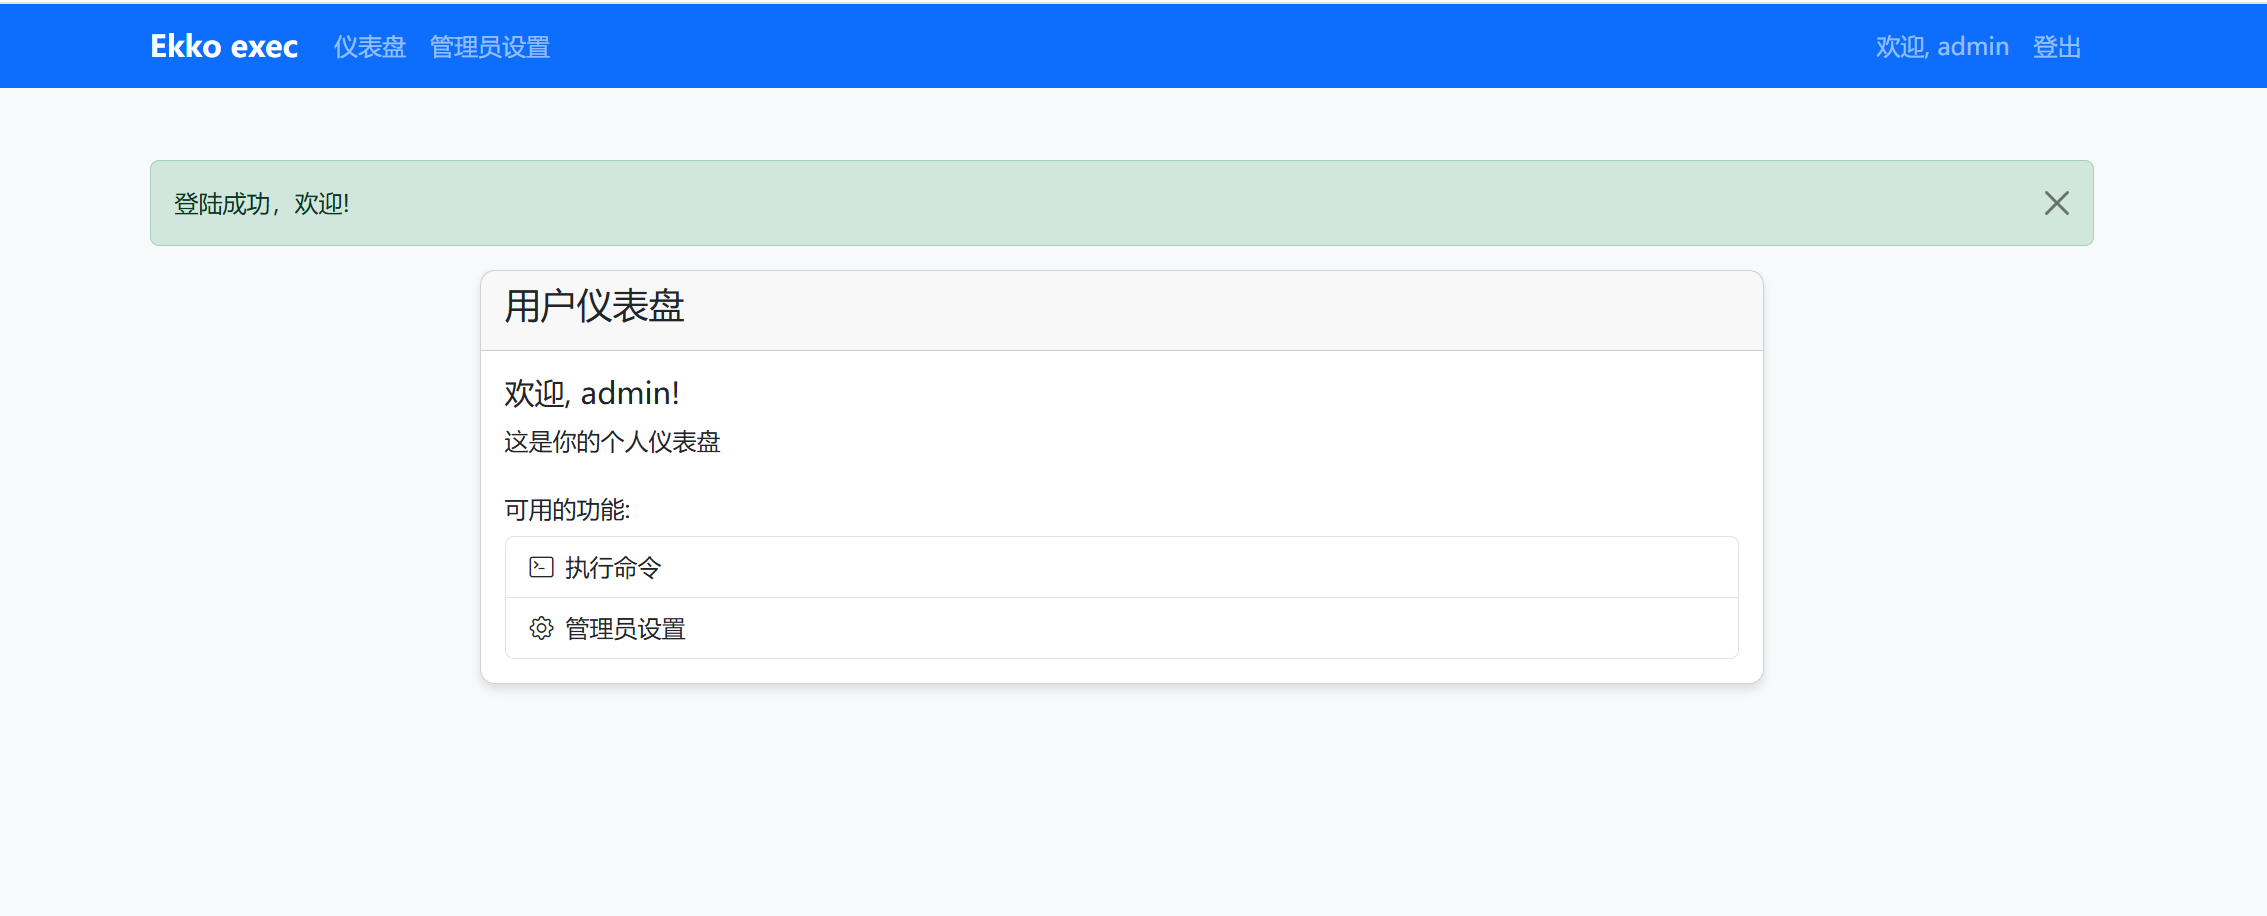 Ekko exec 仪表盘 管理员设置 欢迎, admin 登出
登陆成功，欢迎!
用户仪表盘
欢迎, admin!
这是你的个人仪表盘
可用的功能:
执行命令
管理员设置